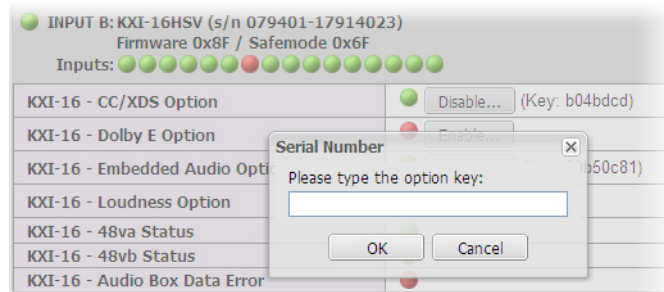 INPUT B: KXI-16HSV (s/n 079401-17914023)
Firmware 0x8F / Safemode 0x6F
Inputs:
KXI-16 - CC/XDS Option Disable... (Key: b04bdcd)
KXI-16 - Dolby E Option Enable...
Serial Number
KXI-16 - Embedded Audio Optio b50c81)
Please type the option key:
KXI-16 - Loudness Option
OK Cancel
KXI-16 - 48va Status
KXI-16 - 48vb Status
KXI-16 - Audio Box Data Error